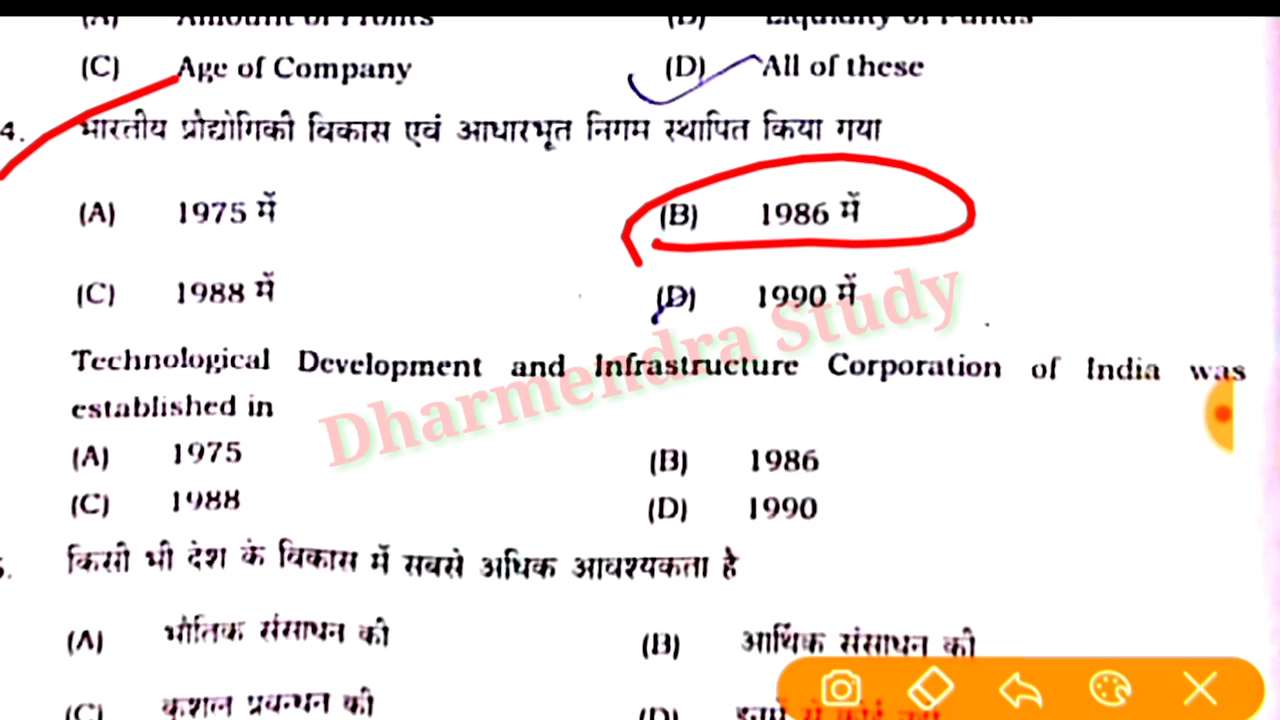 (C) Age of Company (D) All of these
4. भारतीय प्रौद्योगिकी विकास एवं आधारभूत निगम स्थापित किया गया
(A) 1975 में (B) 1986 में
(C) 1988 में (D) 1990 में
Technological Development and Infrastructure Corporation of India was
established in
(A) 1975 (B) 1986
(C) 1988 (D) 1990
किसी भी देश के विकास में सबसे अधिक आवश्यकता है
(A) भौतिक संसाधन की (B) आर्थिक संसाधन की
(C) कुशल प्रबन्धन की (D) इनमें से कोई नहीं
Dharmendra Study